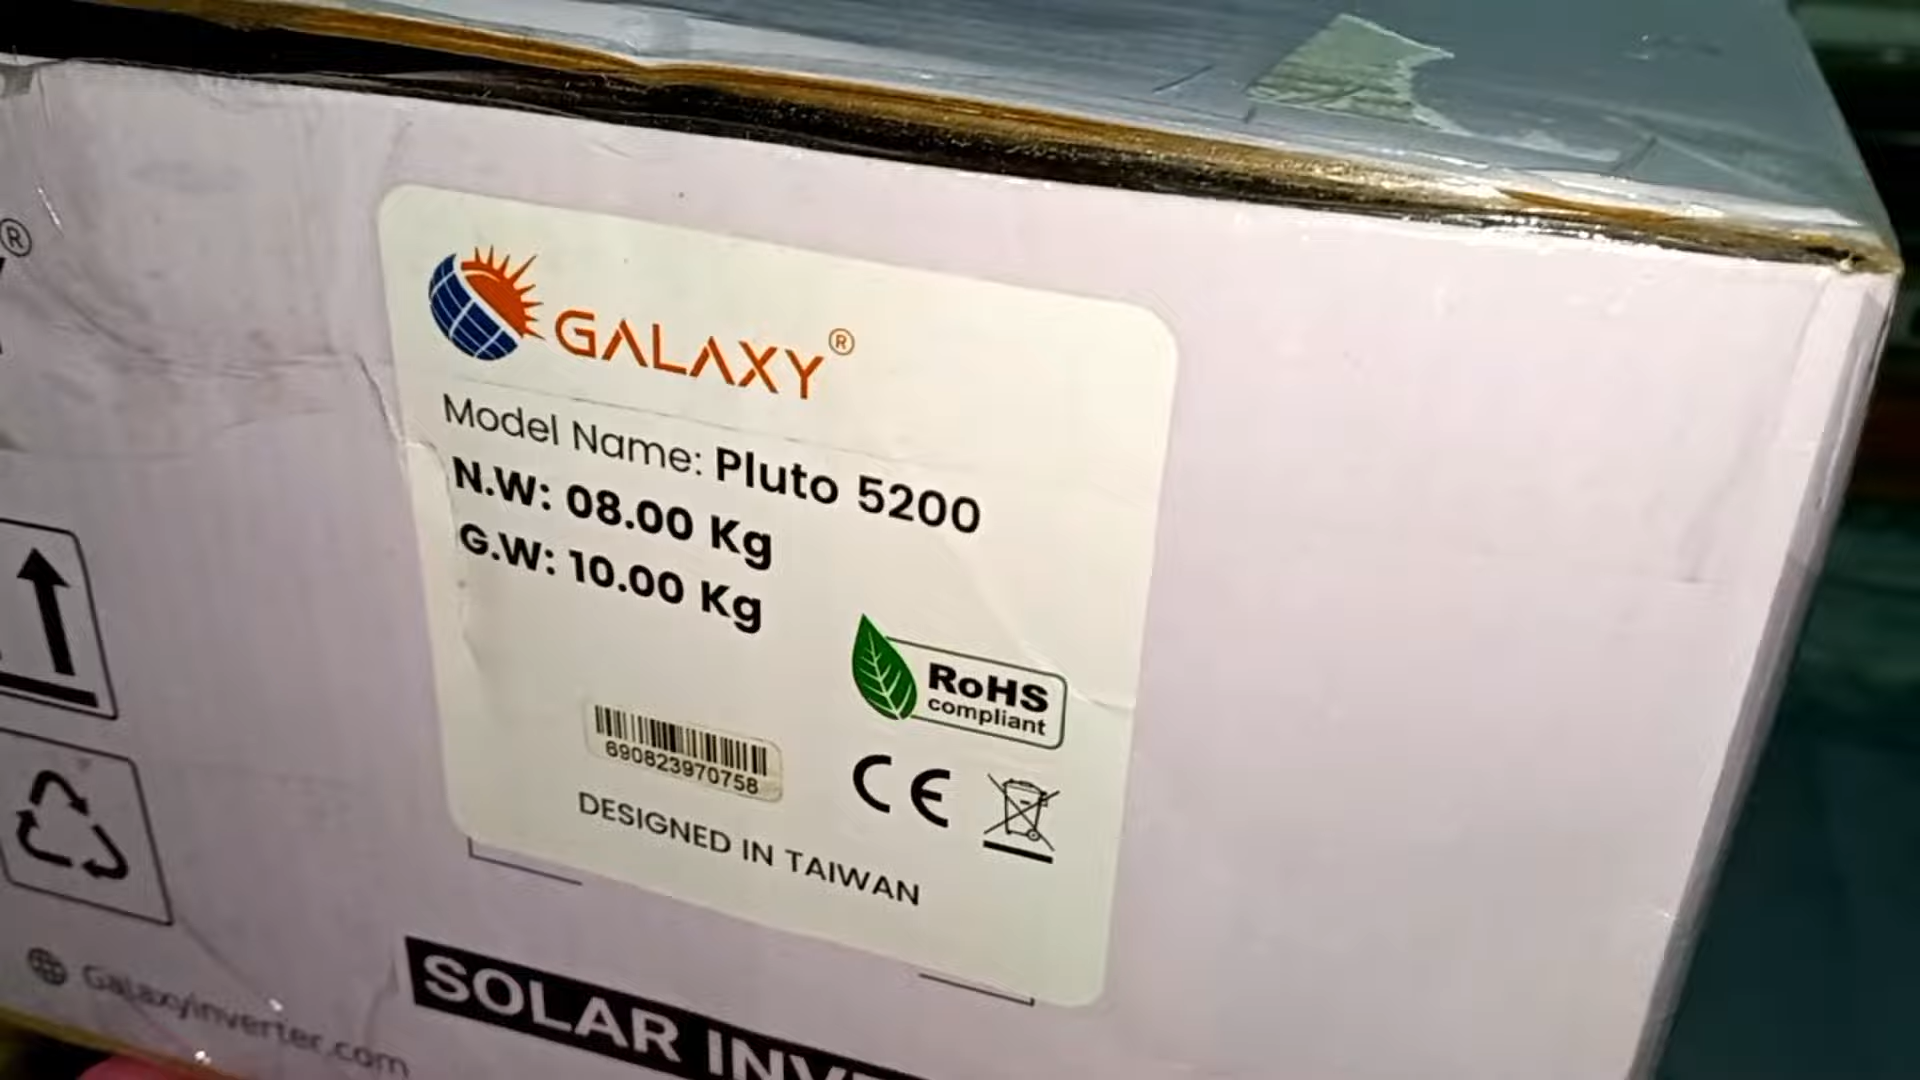 ®
GALAXY®
Model Name: Pluto 5200
N.W: 08.00 Kg
G.W: 10.00 Kg
RoHS
compliant
690823970758
CE
DESIGNED IN TAIWAN
Galaxyinverter.com
SOLAR INVE